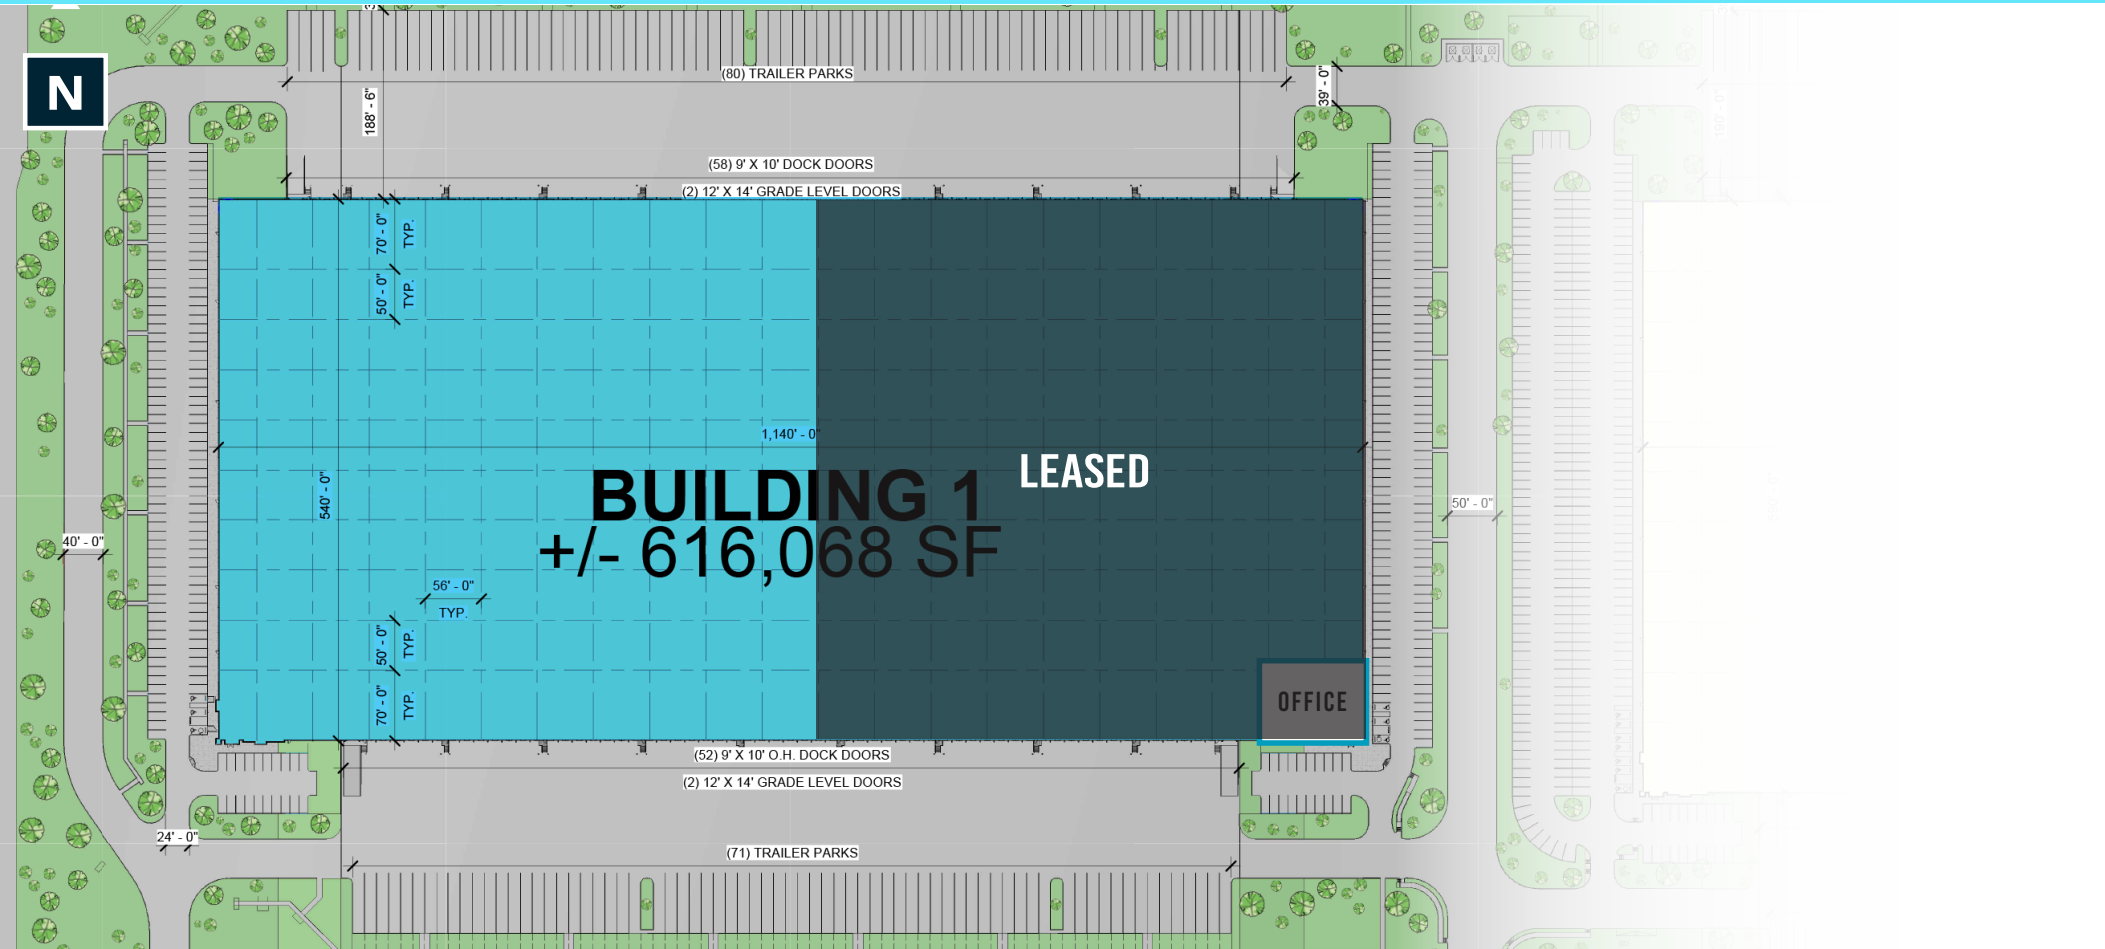 N
(80) TRAILER PARKS
188' - 6"
39' - 0"
(58) 9' X 10' DOCK DOORS
(2) 12' X 14' GRADE LEVEL DOORS
70' - 0"
TYP.
50' - 0"
TYP.
1,140' - 0"
LEASED
BUILDING 1
+/- 616,068 SF
540' - 0"
50' - 0"
40' - 0"
56' - 0"
TYP.
50' - 0"
TYP.
70' - 0"
TYP.
OFFICE
(52) 9' X 10' O.H. DOCK DOORS
(2) 12' X 14' GRADE LEVEL DOORS
24' - 0"
(71) TRAILER PARKS